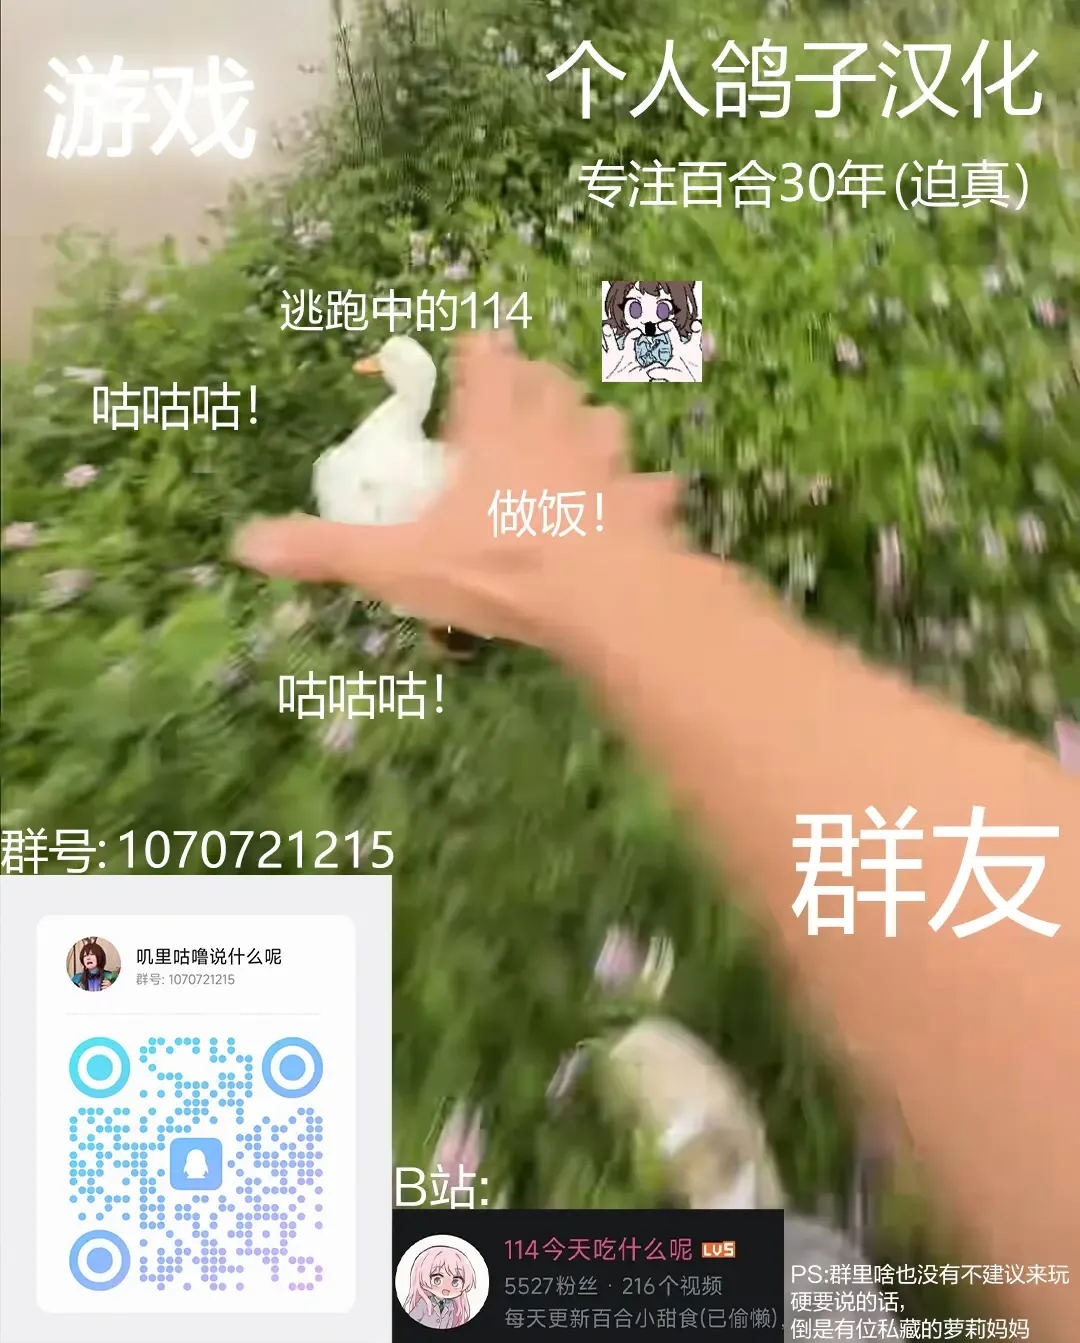 游戏
个人鸽子汉化
专注百合30年(迫真)
逃跑中的114
咕咕咕！
做饭！
咕咕咕！
群号: 1070721215
群友
叽里咕噜说什么呢
群号: 1070721215
B站:
114今天吃什么呢 LV5
5527粉丝 · 216个视频
每天更新百合小甜食(已偷懒),
PS:群里啥也没有不建议来玩
硬要说的话,
倒是有位私藏的萝莉妈妈